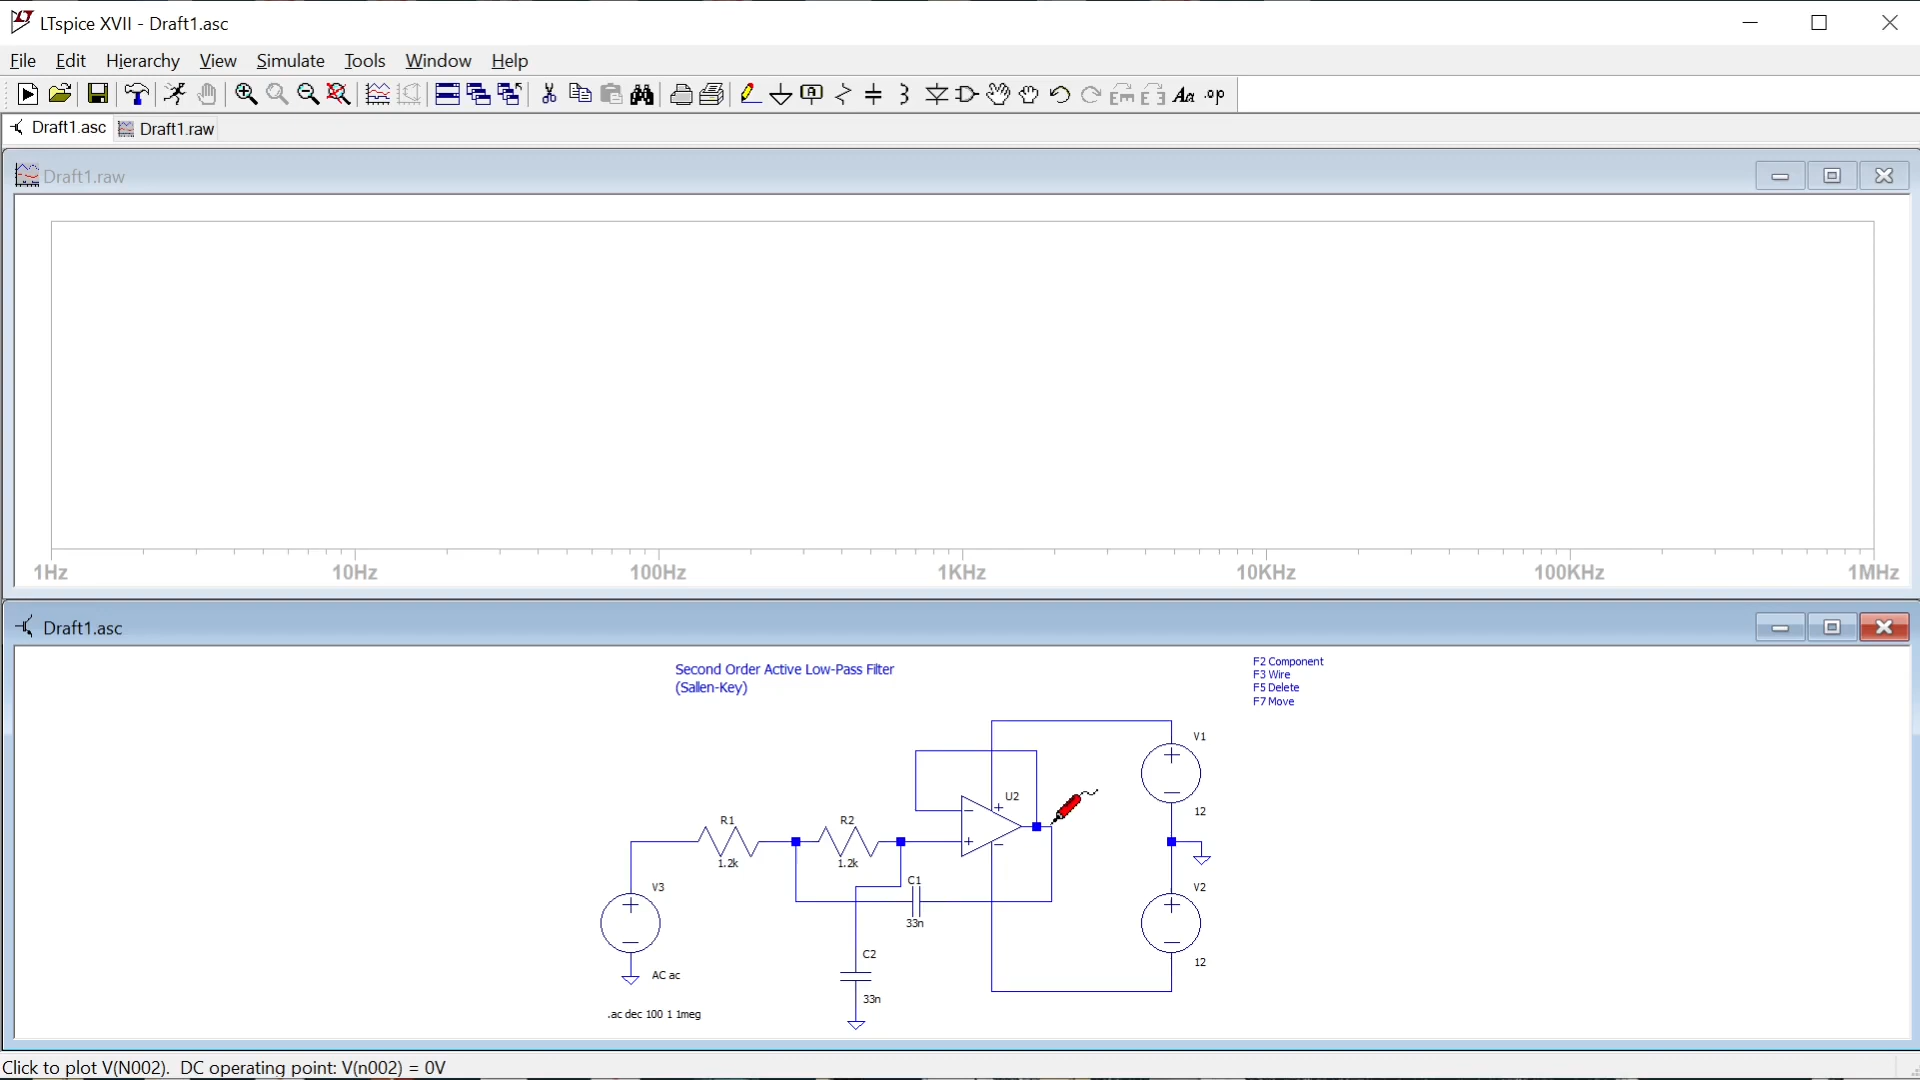 LTspice XVII - Draft1.asc
File Edit Hierarchy View Simulate Tools Window Help
Draft1.asc Draft1.raw
Draft1.raw
1Hz 10Hz 100Hz 1KHz 10KHz 100KHz 1MHz
Draft1.asc
Second Order Active Low-Pass Filter
(Sallen-Key)
F2 Component
F3 Wire
F5 Delete
F7 Move
V1
12
U2
R1
1.2k
R2
1.2k
C1
33n
V3
AC ac
V2
12
C2
33n
.ac dec 100 1 1meg
Click to plot V(N002). DC operating point: V(n002) = 0V